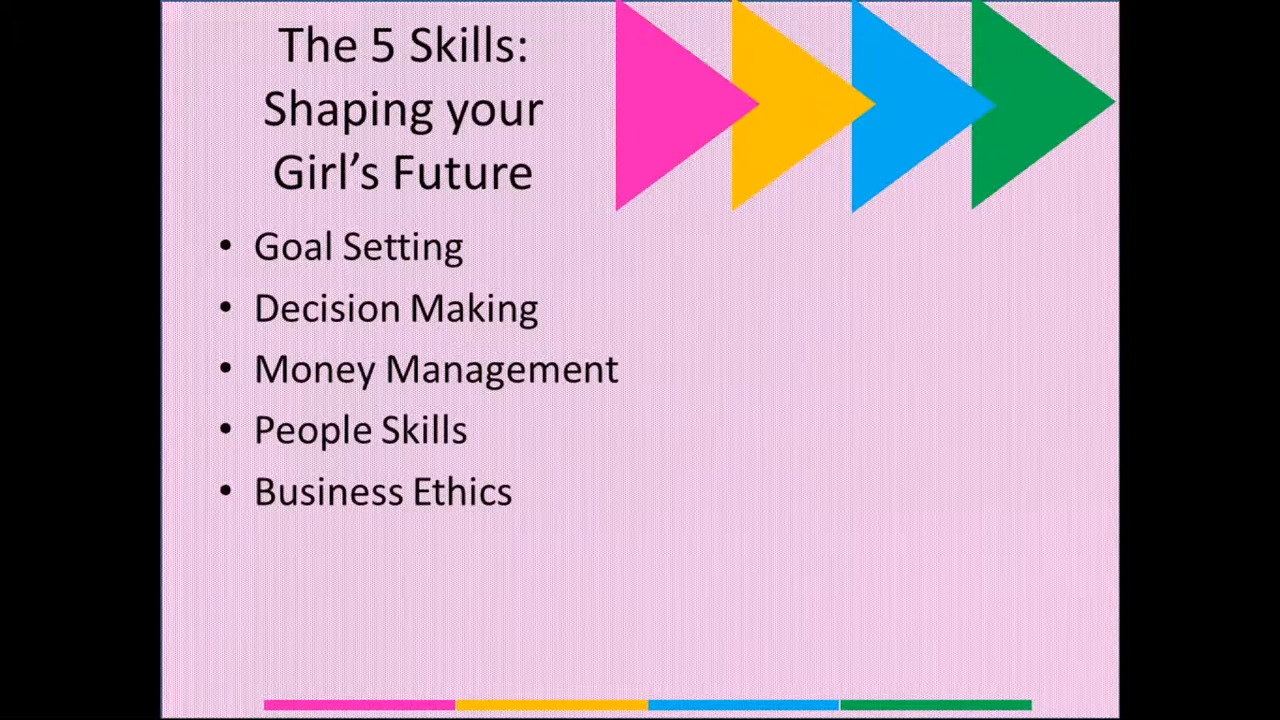 The 5 Skills:
Shaping your
Girl’s Future
• Goal Setting
• Decision Making
• Money Management
• People Skills
• Business Ethics